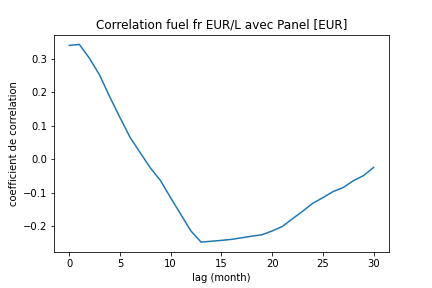 Correlation fuel fr EUR/L avec Panel [EUR]
coefficient de correlation
0.3
0.2
0.1
0.0
−0.1
−0.2
0 5 10 15 20 25 30
lag (month)